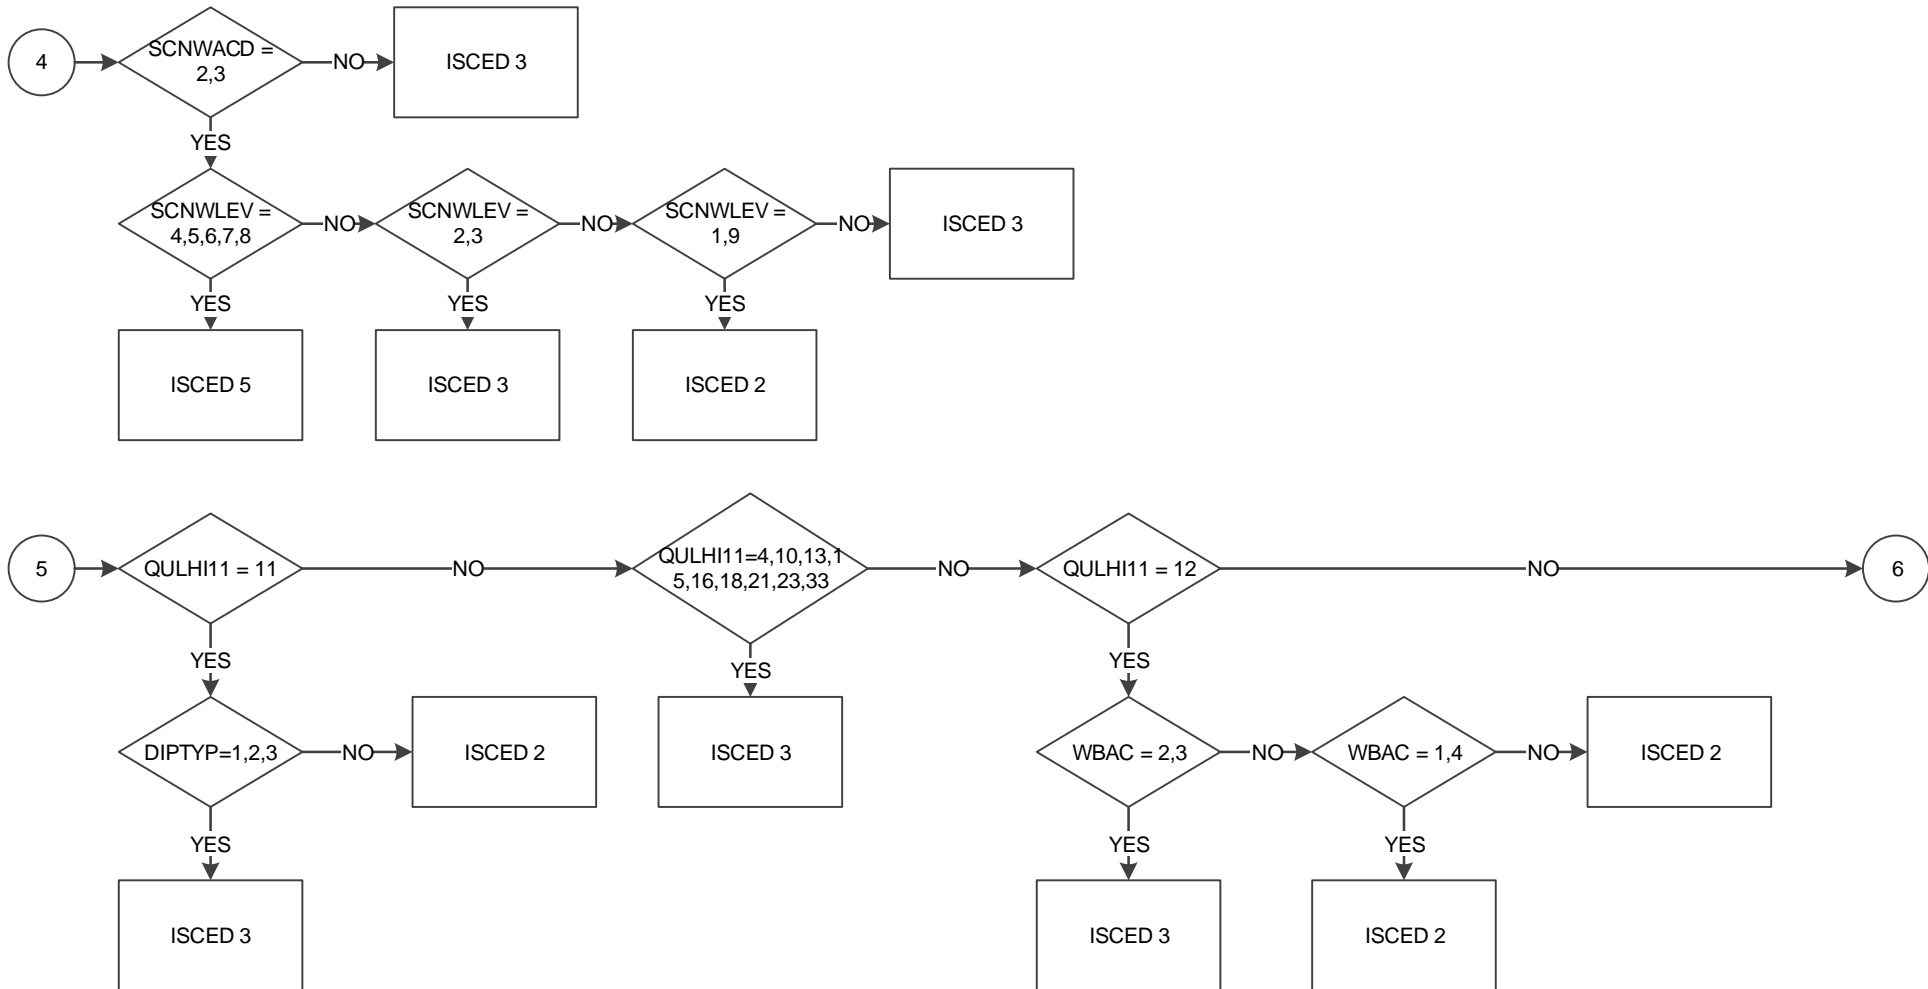 4
SCNWACD =
2,3
NO
ISCED 3
YES
SCNWLEV =
4,5,6,7,8
NO
SCNWLEV =
2,3
NO
SCNWLEV =
1,9
NO
ISCED 3
YES
YES
YES
ISCED 5
ISCED 3
ISCED 2
5
QULHI11 = 11
NO
QULHI11=4,10,13,1
5,16,18,21,23,33
NO
QULHI11 = 12
NO
6
YES
YES
YES
DIPTYP=1,2,3
NO
ISCED 2
ISCED 3
WBAC = 2,3
NO
WBAC = 1,4
NO
ISCED 2
YES
YES
YES
ISCED 3
ISCED 3
ISCED 2